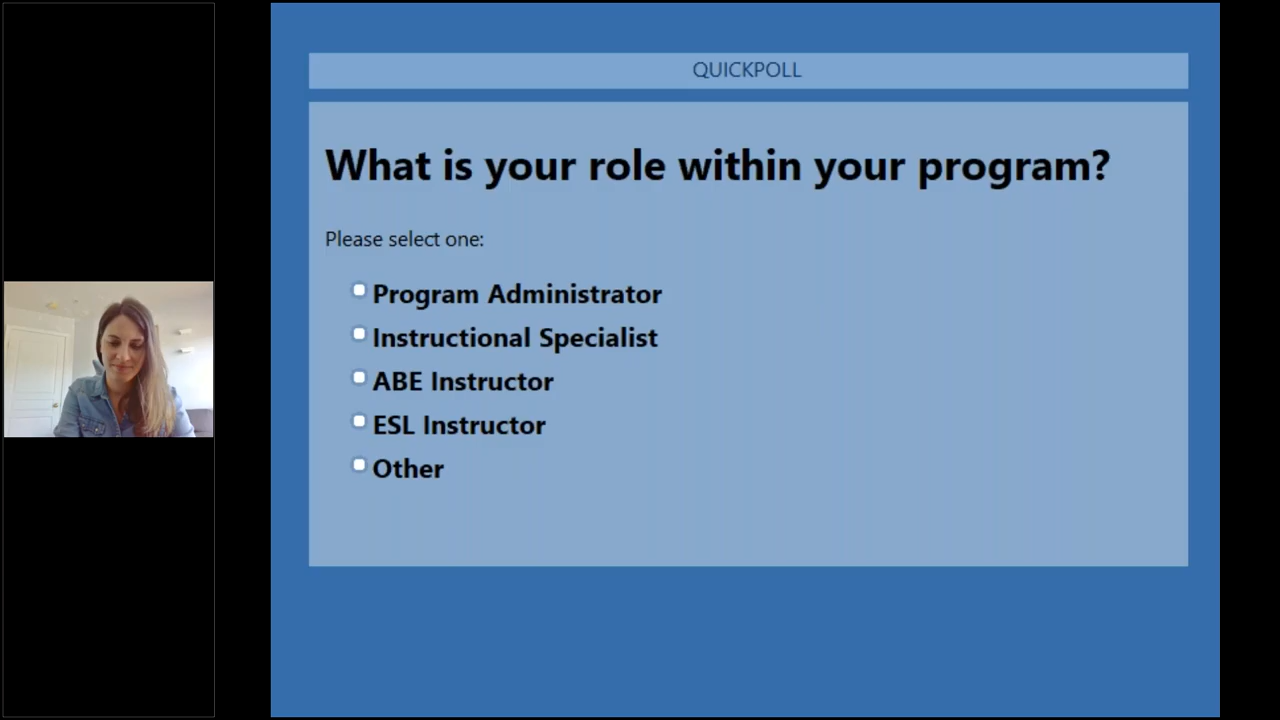 QUICKPOLL
What is your role within your program?
Please select one:
Program Administrator
Instructional Specialist
ABE Instructor
ESL Instructor
Other